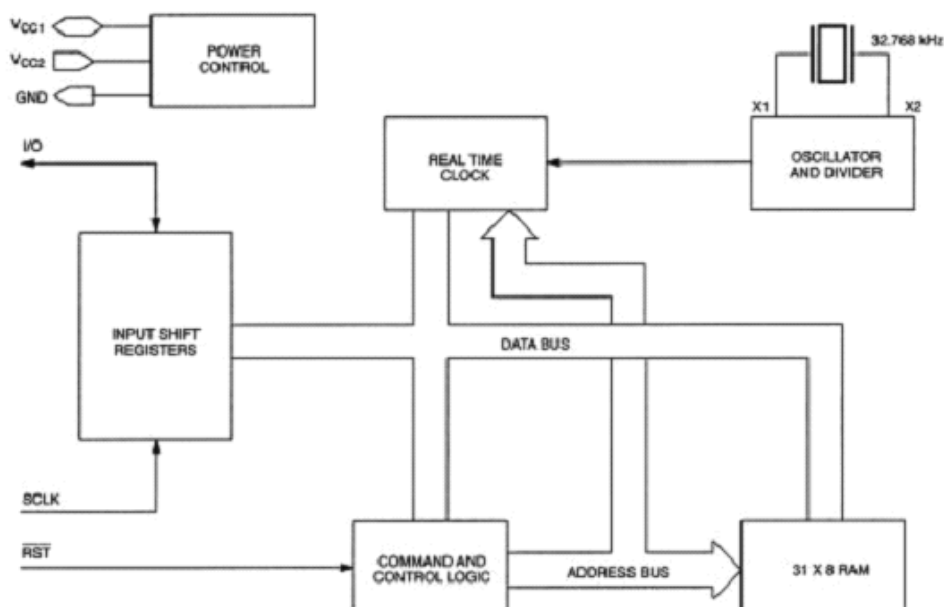 VCC1
VCC2
GND
POWER
CONTROL
32.768 kHz
X1
X2
I/O
REAL TIME
CLOCK
OSCILLATOR
AND DIVIDER
INPUT SHIFT
REGISTERS
DATA BUS
SCLK
RST
COMMAND AND
CONTROL LOGIC
ADDRESS BUS
31 X 8 RAM